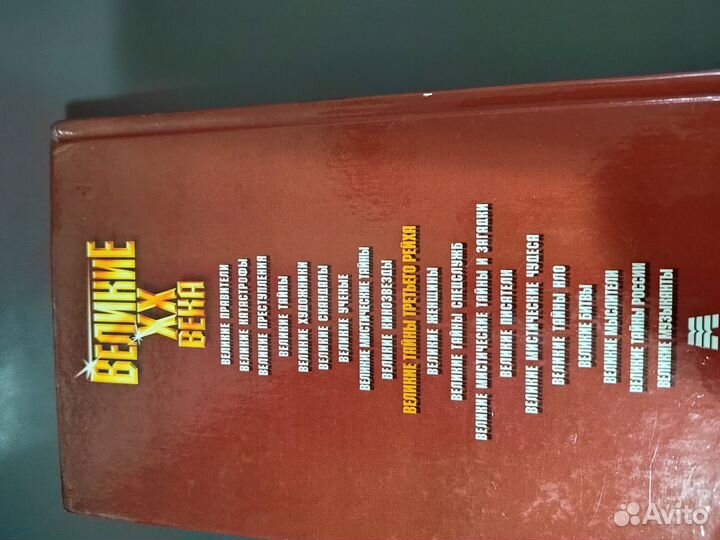 ВЕЛИКИЕ
XX
ВЕКА
ВЕЛИКИЕ ПРАВИТЕЛИ
ВЕЛИКИЕ КАТАСТРОФЫ
ВЕЛИКИЕ ПРЕСТУПЛЕНИЯ
ВЕЛИКИЕ ТАЙНЫ
ВЕЛИКИЕ ХУДОЖНИКИ
ВЕЛИКИЕ СКАНДАЛЫ
ВЕЛИКИЕ УЧЕНЫЕ
ВЕЛИКИЕ МИСТИЧЕСКИЕ ТАЙНЫ
ВЕЛИКИЕ КИНОЗВЕЗДЫ
ВЕЛИКИЕ ТАЙНЫ ТРЕТЬЕГО РЕЙХА
ВЕЛИКИЕ ЖЕНЩИНЫ
ВЕЛИКИЕ ТАЙНЫ СПЕЦСЛУЖБ
ВЕЛИКИЕ МИСТИЧЕСКИЕ ТАЙНЫ И ЗАГАДКИ
ВЕЛИКИЕ ПИСАТЕЛИ
ВЕЛИКИЕ МИСТИЧЕСКИЕ ЧУДЕСА
ВЕЛИКИЕ ТАЙНЫ НЛО
ВЕЛИКИЕ БИТВЫ
ВЕЛИКИЕ МЫСЛИТЕЛИ
ВЕЛИКИЕ ТАЙНЫ РОССИИ
ВЕЛИКИЕ МУЗЫКАНТЫ
Avito